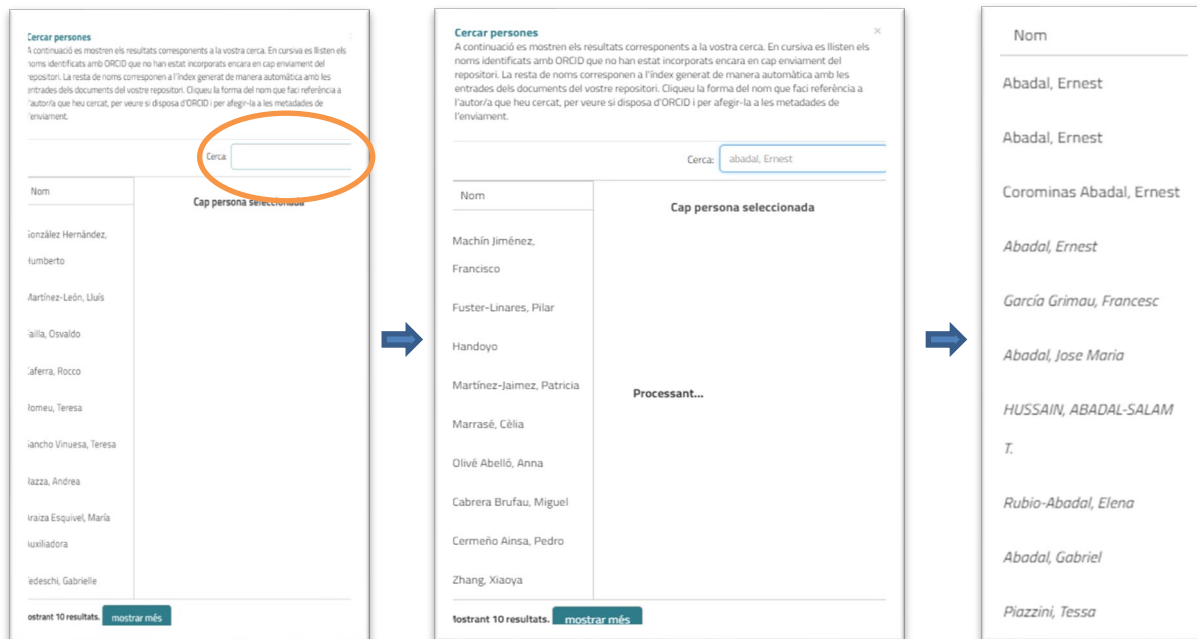 Cercar persones
A continuació es mostren els resultats corresponents a la vostra cerca. En cursiva es llisten els
noms identificats amb ORCID que no han estat incorporats encara en cap enviament del
repositori. La resta de noms corresponen a l'índex generat de manera automàtica amb les
entrades dels documents del vostre repositori. Cliqueu la forma del nom que faci referència a
l'autor/a que heu cercat, per veure si disposa d'ORCID i per afegir-la a les metadades de
l'enviament.
Cerca:
Nom
Cap persona seleccionada
González Hernández,
Humberto
Martínez-León, Lluís
Failla, Osvaldo
Zaferra, Rocco
Romeu, Teresa
Sancho Vinuesa, Teresa
Razza, Andrea
Araiza Esquivel, María
Auxiliadora
Tedeschi, Gabrielle
ostrant 10 resultats. mostrar més
Cercar persones ×
A continuació es mostren els resultats corresponents a la vostra cerca. En cursiva es llisten els
noms identificats amb ORCID que no han estat incorporats encara en cap enviament del
repositori. La resta de noms corresponen a l'índex generat de manera automàtica amb les
entrades dels documents del vostre repositori. Cliqueu la forma del nom que faci referència a
l'autor/a que heu cercat, per veure si disposa d'ORCID i per afegir-la a les metadades de
l'enviament.
Cerca: abadal, Ernest
Nom
Cap persona seleccionada
Machín Jiménez,
Francisco
Fuster-Linares, Pilar
Handoyo
Martínez-Jaimez, Patricia
Processant...
Marrasé, Cèlia
Olivé Abelló, Anna
Cabrera Brufau, Miguel
Cermeño Ainsa, Pedro
Zhang, Xiaoya
Mostrant 10 resultats. mostrar més
Nom
Abadal, Ernest
Abadal, Ernest
Corominas Abadal, Ernest
Abadal, Ernest
García Grimau, Francesc
Abadal, Jose Maria
HUSSAIN, ABADAL-SALAM
T.
Rubio-Abadal, Elena
Abadal, Gabriel
Piazzini, Tessa